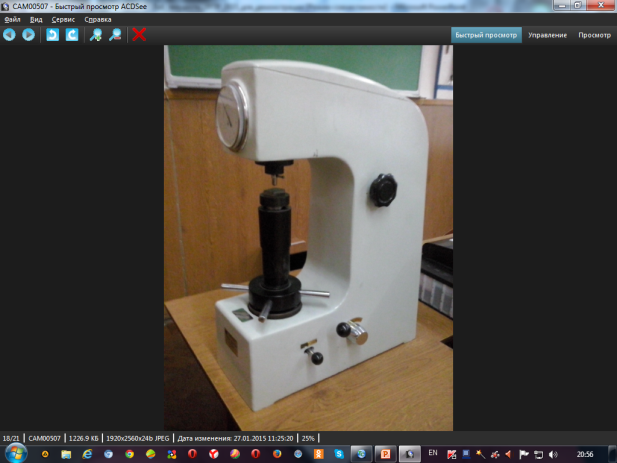 CAM00507 - Быстрый просмотр ACDSee
Файл Вид Сервис Справка
Быстрый просмотр Управление Просмотр
18/21 CAM00507 1226.9 КБ 1920x2560x24b JPEG Дата изменения: 27.01.2015 11:25:20 25%
EN 20:56